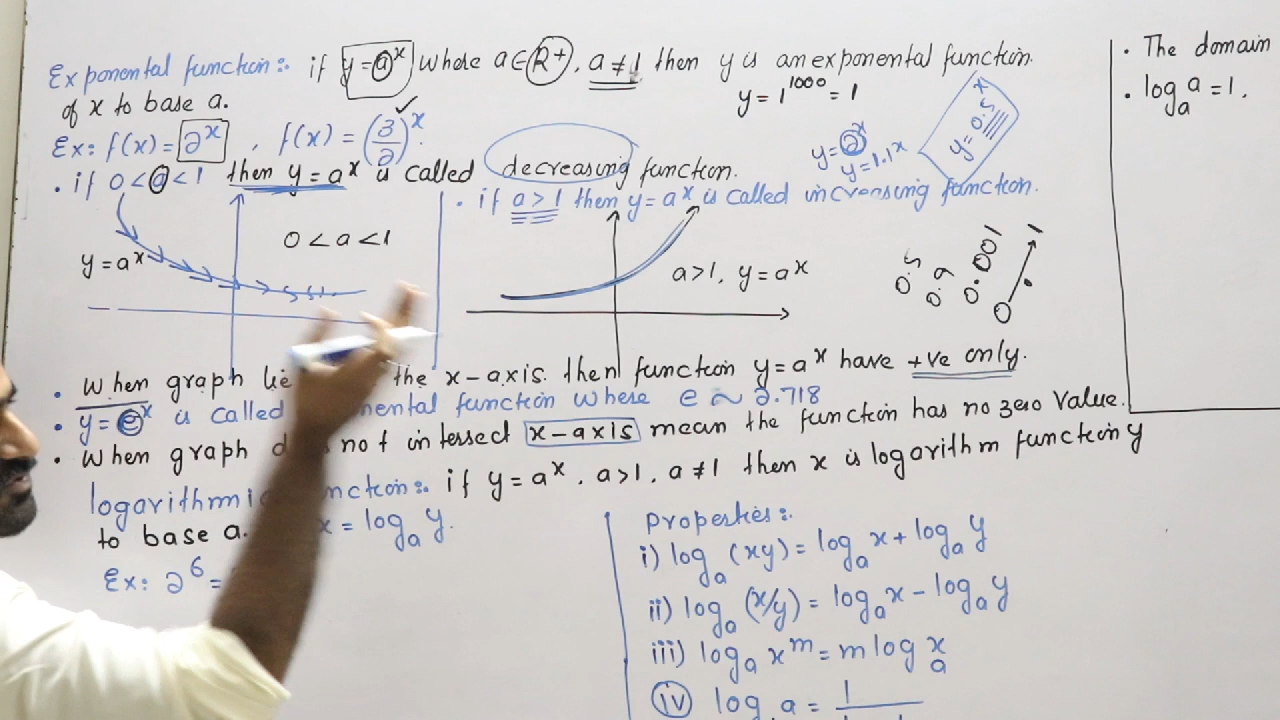 Exponental function:. if y = a^x whose a ∈ R+, a ≠ 1 then y is an exponental function
of x to base a.
y = 1^1000 = 1
Ex: f(x) = 2^x , f(x) = (3/2)^x.
y = 2^x
y = 1.1^x
y = 0.5^x
. if 0 < a < 1 then y = a^x is called decreasing function.
. if a > 1 then y = a^x is called increasing function.
y = a^x
0 < a < 1
a > 1, y = a^x
0.5
0.9
0.001
0 . 1
. When graph lie the x-axis. then function y = a^x have +ve only.
. y = e^x is called nental function where e ~ 2.718
. When graph d not intersect x-axis mean the function has no zero value.
logarithmic nction:. if y = a^x , a > 1, a ≠ 1 then x is logarithm function y
to base a. x = log_a y.
Ex: 2^6 =
Properties:.
i) log_a (xy) = log_a x + log_a y
ii) log_a (x/y) = log_a x - log_a y
iii) log_a x^m = m log_a x
iv log a = 1
. The domain
. log_a a = 1.